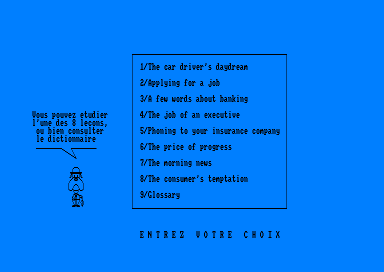 Vous pouvez etudier
l'une des 8 lecons,
ou bien consulter
le dictionnaire
1/The car driver's daydream
2/Applying for a job
3/A few words about banking
4/The job of an executive
5/Phoning to your insurance company
6/The price of progress
7/The morning news
8/The consumer's temptation
9/Glossary
ENTREZ VOTRE CHOIX